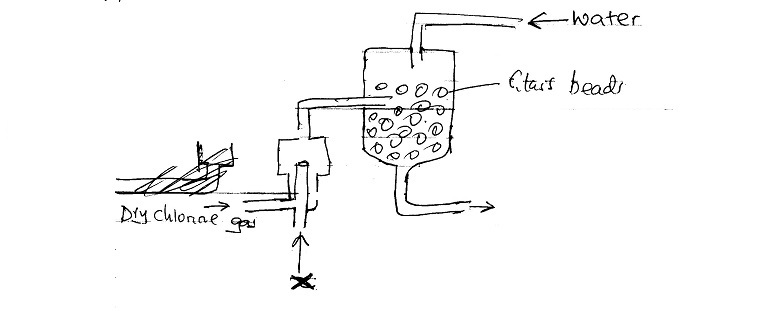 water
Glass beads
Dry chlorine gas
X